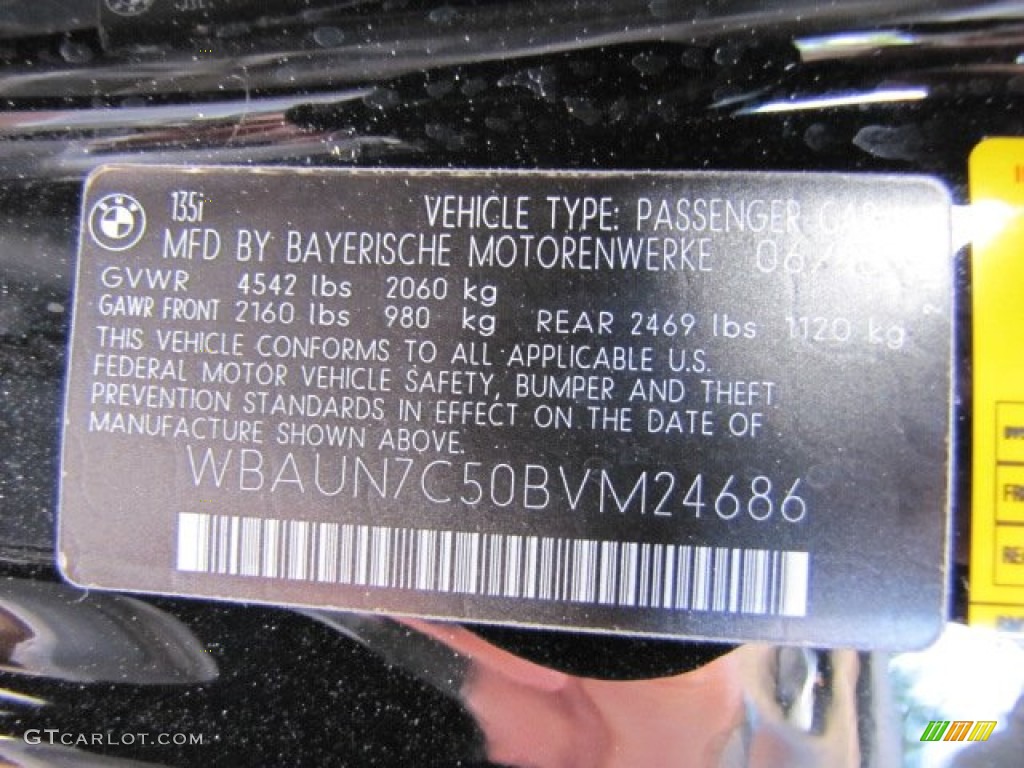 135i
VEHICLE TYPE: PASSENGER CAR
MFD BY BAYERISCHE MOTORENWERKE
GVWR 4542 lbs 2060 kg
GAWR FRONT 2160 lbs 980 kg REAR 2469 lbs 1120 kg
THIS VEHICLE CONFORMS TO ALL APPLICABLE U.S.
FEDERAL MOTOR VEHICLE SAFETY, BUMPER AND THEFT
PREVENTION STANDARDS IN EFFECT ON THE DATE OF
MANUFACTURE SHOWN ABOVE.
WBAUN7C50BVM24686
GTCARLOT.COM